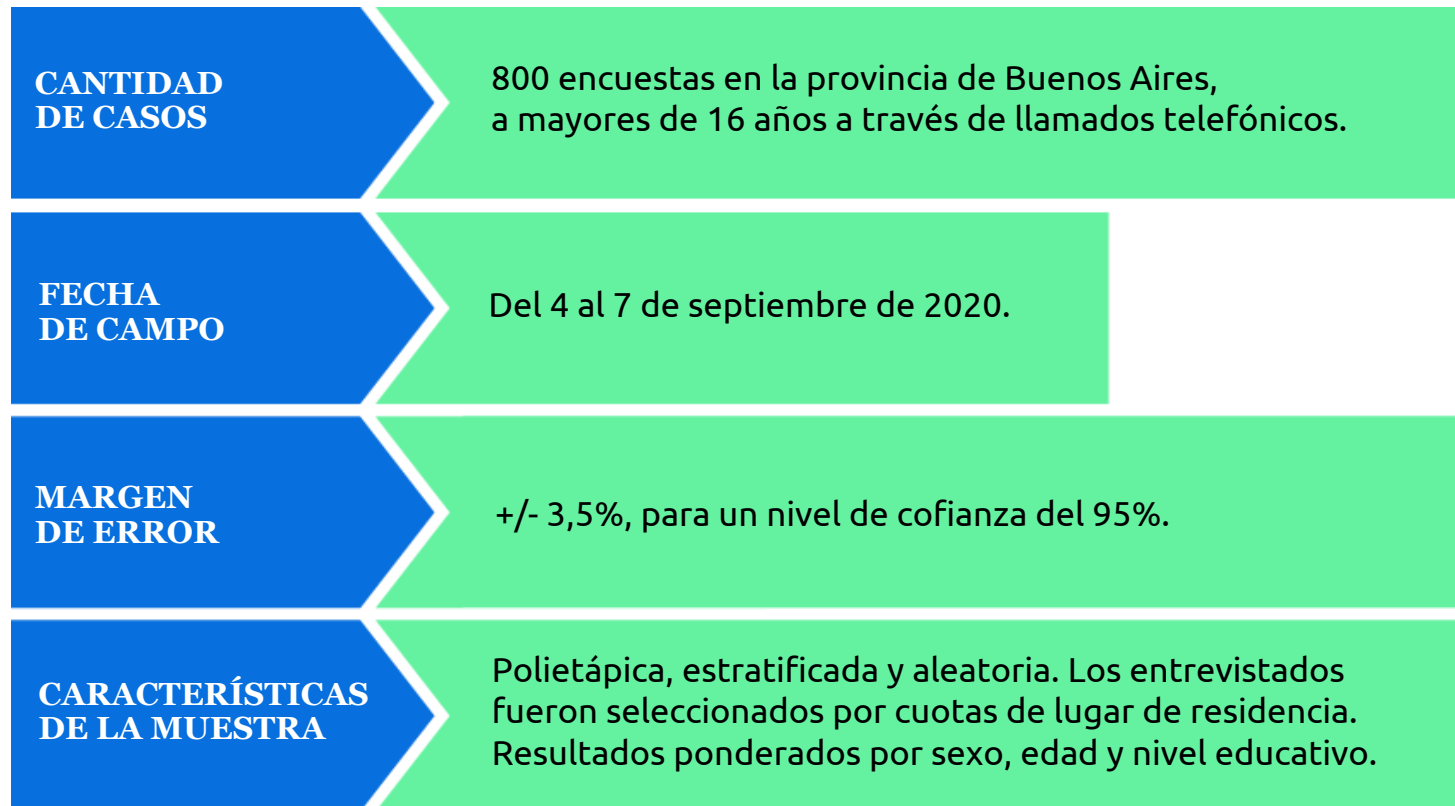 CANTIDAD
DE CASOS
800 encuestas en la provincia de Buenos Aires,
a mayores de 16 años a través de llamados telefónicos.
FECHA
DE CAMPO
Del 4 al 7 de septiembre de 2020.
MARGEN
DE ERROR
+/- 3,5%, para un nivel de cofianza del 95%.
CARACTERÍSTICAS
DE LA MUESTRA
Polietápica, estratificada y aleatoria. Los entrevistados
fueron seleccionados por cuotas de lugar de residencia.
Resultados ponderados por sexo, edad y nivel educativo.